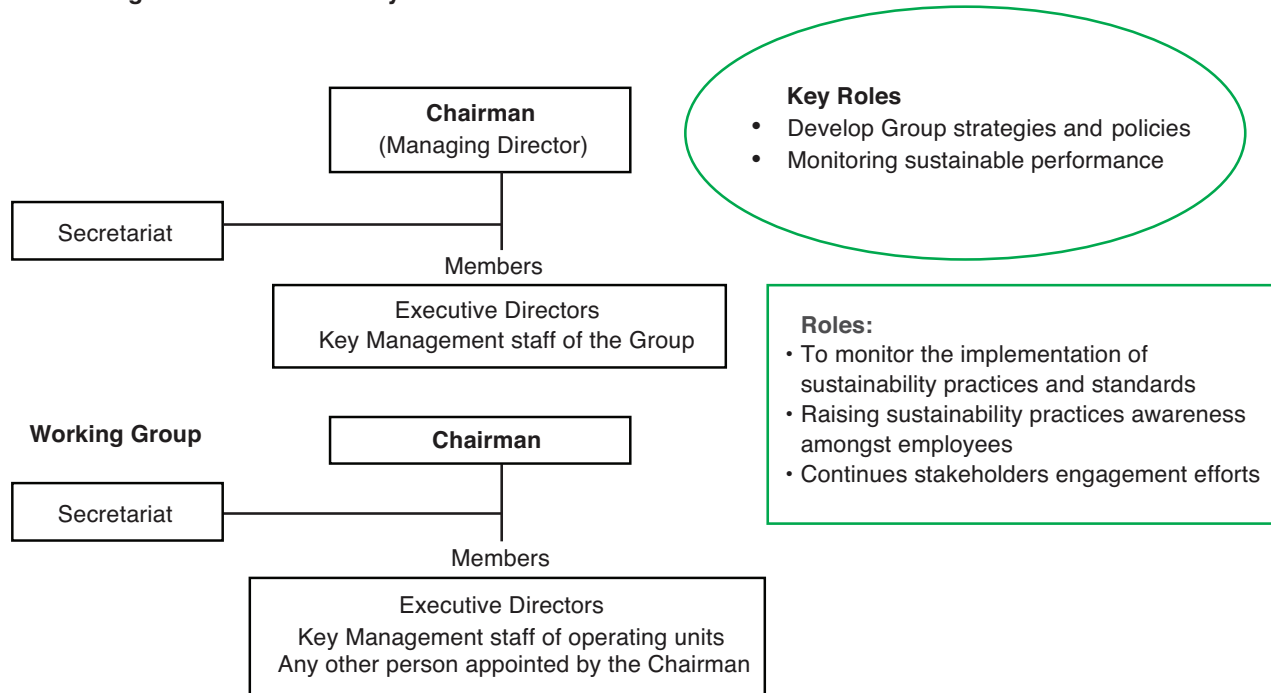 Chairman
(Managing Director)
Secretariat
Members
Executive Directors
Key Management staff of the Group
Key Roles
• Develop Group strategies and policies
• Monitoring sustainable performance
Working Group
Chairman
Secretariat
Members
Executive Directors
Key Management staff of operating units
Any other person appointed by the Chairman
Roles:
• To monitor the implementation of
sustainability practices and standards
• Raising sustainability practices awareness
amongst employees
• Continues stakeholders engagement efforts